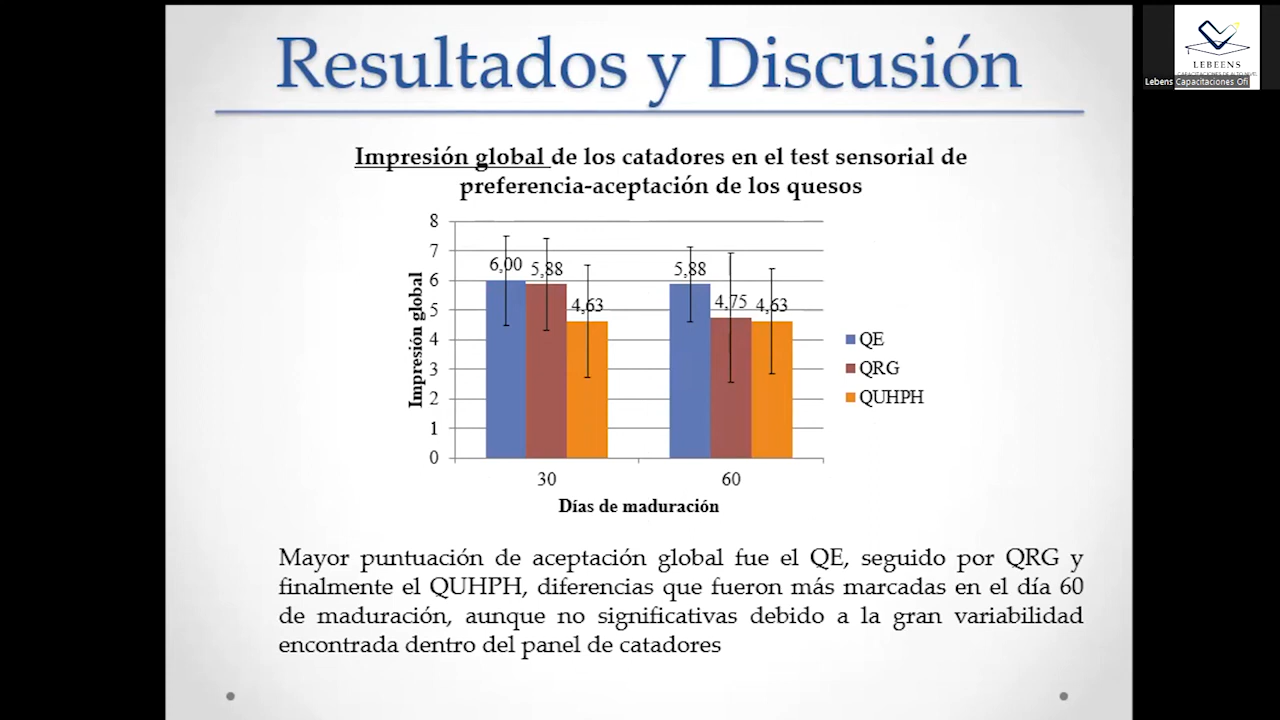 Resultados y Discusión
LEBEENS
Lebens Capacitaciones Ofi
Impresión global de los catadores en el test sensorial de
preferencia-aceptación de los quesos
Impresión global
8
7
6
5
4
3
2
1
0
6,00
5,88
4,63
5,88
4,75
4,63
30
60
Días de maduración
QE
QRG
QUHPH
Mayor puntuación de aceptación global fue el QE, seguido por QRG y
finalmente el QUHPH, diferencias que fueron más marcadas en el día 60
de maduración, aunque no significativas debido a la gran variabilidad
encontrada dentro del panel de catadores